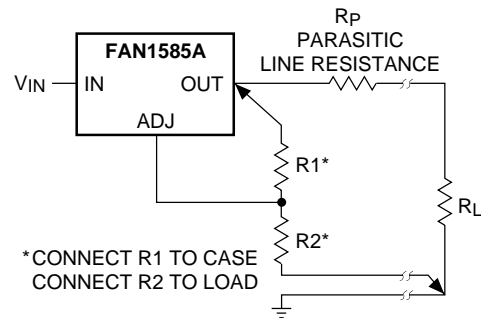 RP
PARASITIC
LINE RESISTANCE
FAN1585A
VIN
IN
OUT
ADJ
R1*
RL
R2*
*CONNECT R1 TO CASE
CONNECT R2 TO LOAD